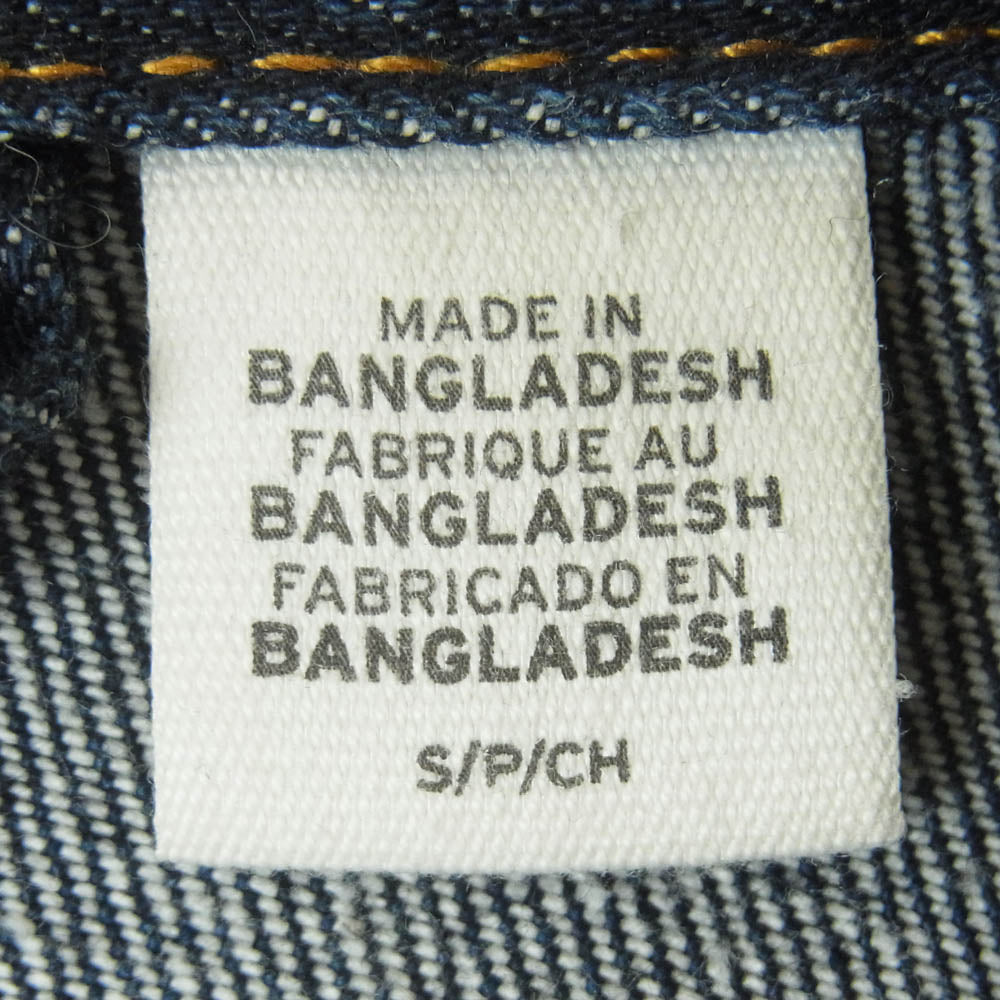 MADE IN
BANGLADESH
FABRIQUE AU
BANGLADESH
FABRICADO EN
BANGLADESH
S/P/CH